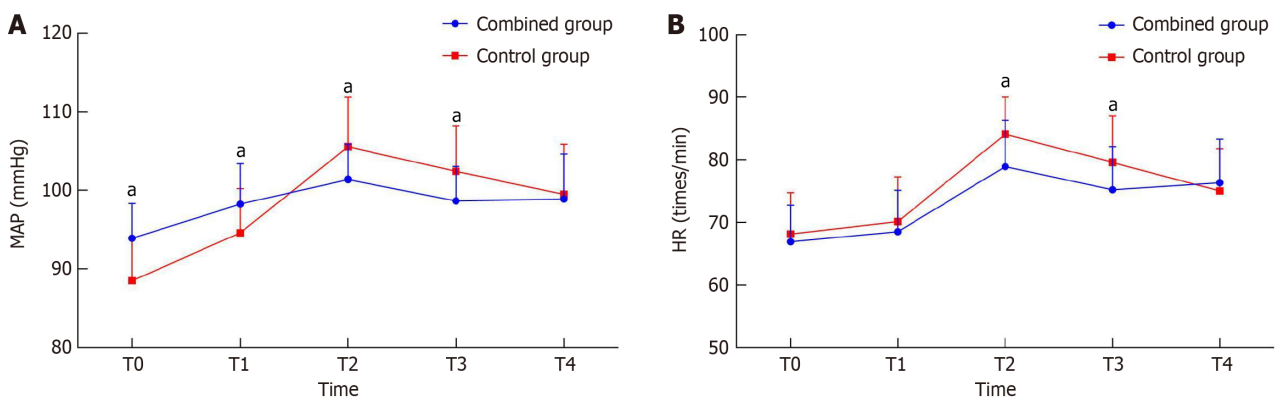 A
Combined group
Control group
MAP (mmHg)
120
110
100
90
80
a
a
a
a
T0
T1
T2
T3
T4
Time
B
Combined group
Control group
HR (times/min)
100
90
80
70
60
50
a
a
T0
T1
T2
T3
T4
Time